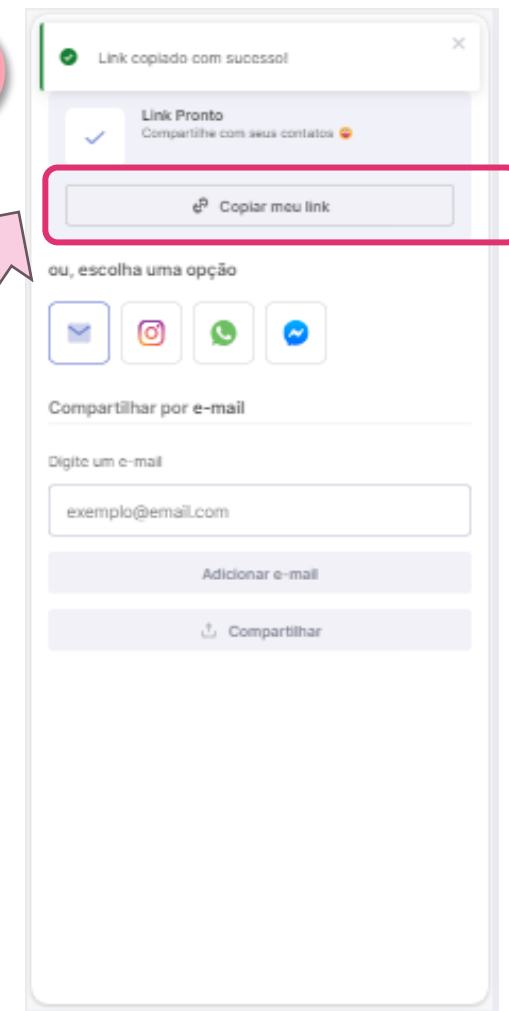 Link copiado com sucesso!
Link Pronto
Compartilhe com seus contatos 😄
Copiar meu link
ou, escolha uma opção
Compartilhar por e-mail
Digite um e-mail
exemplo@email.com
Adicionar e-mail
Compartilhar